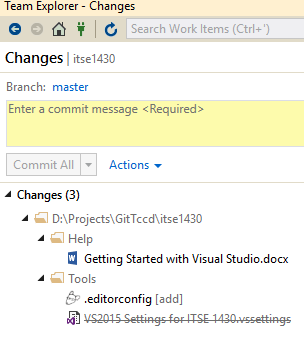 Team Explorer - Changes
Search Work Items (Ctrl+')
Changes | itse1430
Branch: master
Enter a commit message <Required>
Commit All Actions
Changes (3)
D:\Projects\GitTccd\itse1430
Help
Getting Started with Visual Studio.docx
Tools
.editorconfig [add]
VS2015 Settings for ITSE 1430.vssettings